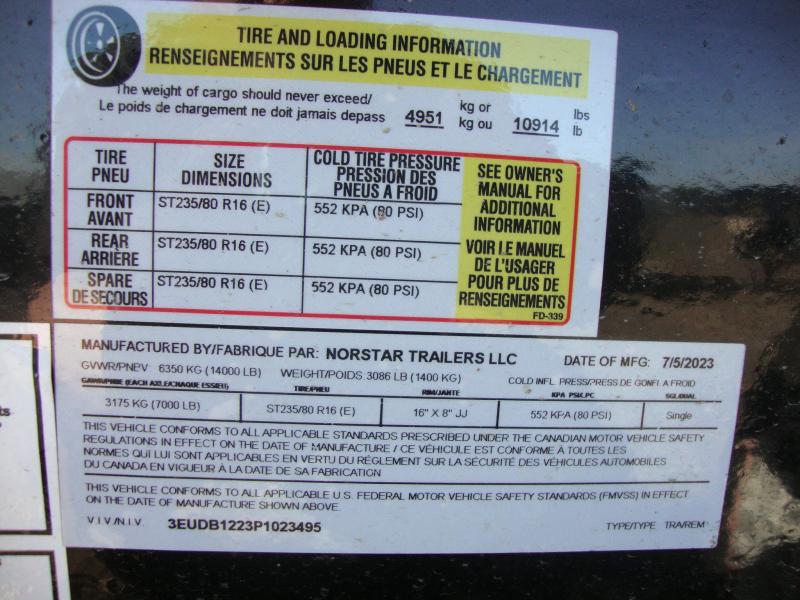 TIRE AND LOADING INFORMATION
RENSEIGNEMENTS SUR LES PNEUS ET LE CHARGEMENT
The weight of cargo should never exceed/ kg or lbs
Le poids de chargement ne doit jamais depass 4951 kg ou 10914 lb
TIRE PNEU SIZE DIMENSIONS COLD TIRE PRESSURE PRESSION DES PNEUS A FROID
FRONT AVANT ST235/80 R16 (E) 552 KPA (80 PSI)
REAR ARRIÈRE ST235/80 R16 (E) 552 KPA (80 PSI)
SPARE DE SECOURS ST235/80 R16 (E) 552 KPA (80 PSI)
SEE OWNER'S
MANUAL FOR
ADDITIONAL
INFORMATION
VOIR LE MANUEL
DE L'USAGER
POUR PLUS DE
RENSEIGNEMENTS
FD-339
MANUFACTURED BY/FABRIQUE PAR: NORSTAR TRAILERS LLC DATE OF MFG: 7/5/2023
GVWR/PNEV 6350 KG (14000 LB) WEIGHT/POIDS: 3086 LB (1400 KG) COLD INFL. PRESS/PRESS DE GONFL A FROID
GAWR/PNBE (EACH AXLE/CHAQUE ESSIEU) TIRE/PNEU RIM/JANTE KPA PSI/LPC SGL/DUAL
3175 KG (7000 LB) ST235/80 R16 (E) 16" X 8" JJ 552 KPA (80 PSI) Single
THIS VEHICLE CONFORMS TO ALL APPLICABLE STANDARDS PRESCRIBED UNDER THE CANADIAN MOTOR VEHICLE SAFETY
REGULATIONS IN EFFECT ON THE DATE OF MANUFACTURE / CE VÉHICULE EST CONFORME À TOUTES LES
NORMES QUI LUI SONT APPLICABLES EN VERTU DU RÈGLEMENT SUR LA SÉCURITÉ DES VÉHICULES AUTOMOBILES
DU CANADA EN VIGUEUR À LA DATE DE SA FABRICATION
THIS VEHICLE CONFORMS TO ALL APPLICABLE U.S. FEDERAL MOTOR VEHICLE SAFETY STANDARDS (FMVSS) IN EFFECT
ON THE DATE OF MANUFACTURE SHOWN ABOVE.
V.I.V./N.I.V. 3EUDB1223P1023495 TYPE/TYPE TRA/REM